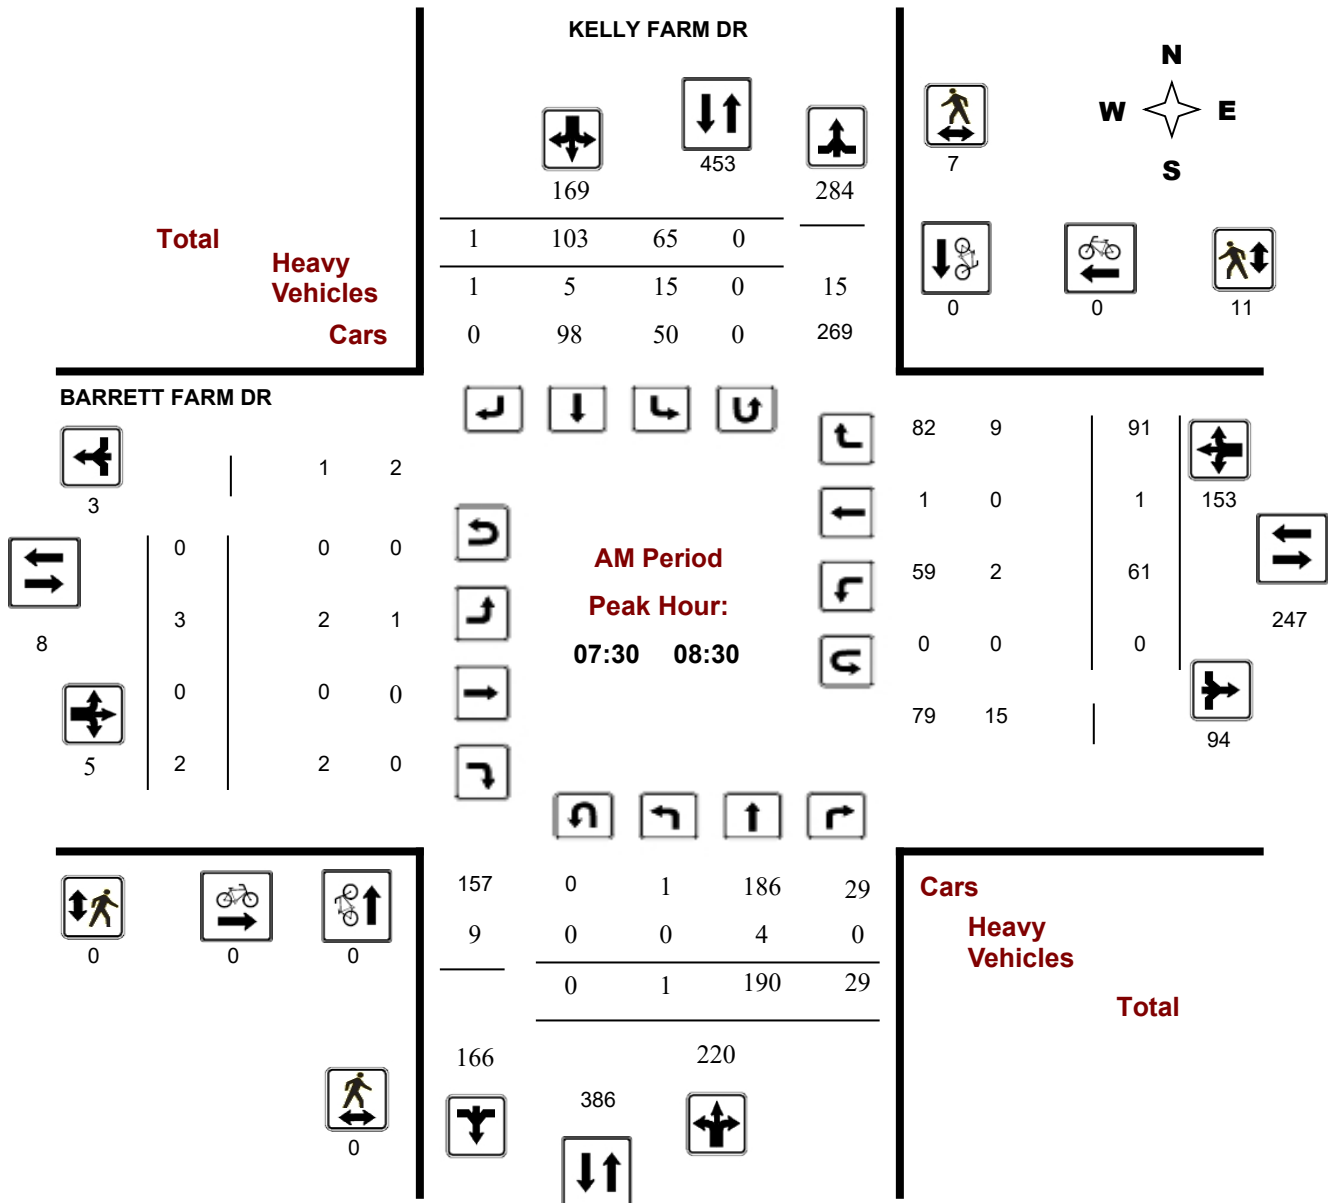 KELLY FARM DR
N
W E
S
453
7
169
284
Total
1 103 65 0
Heavy
Vehicles
1 5 15 0 15
Cars
0 98 50 0 269
0 0 11
BARRETT FARM DR
82 9 91
1 2
3
1 0 1 153
0 0 0
AM Period
59 2 61
Peak Hour:
3 2 1
247
8
07:30 08:30
0 0 0
0 0 0
79 15
94
5 2 2 0
157 0 1 186 29
Cars
9 0 0 4 0
Heavy
Vehicles
0 0 0
0 1 190 29
Total
166 220
386
0